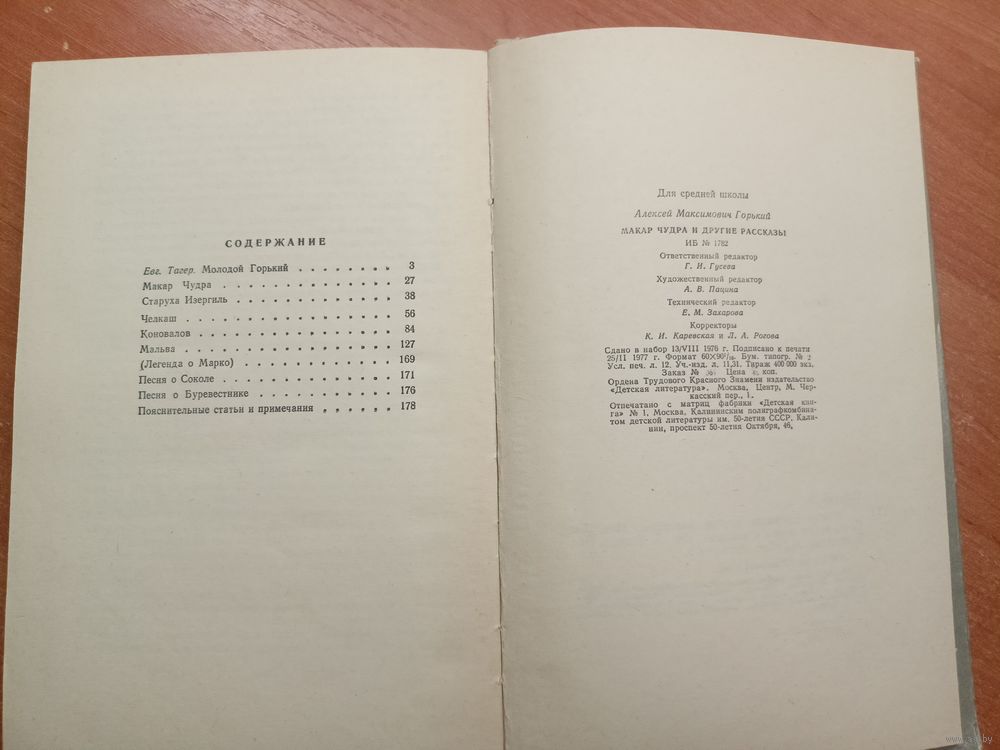 СОДЕРЖАНИЕ
Евг. Тагер. Молодой Горький . . . . . . . . 3
Макар Чудра . . . . . . . . . . . . . . 27
Старуха Изергиль . . . . . . . . . . . . 38
Челкаш . . . . . . . . . . . . . . . . 56
Коновалов . . . . . . . . . . . . . . . 84
Мальва . . . . . . . . . . . . . . . . 127
(Легенда о Марко) . . . . . . . . . . . 169
Песня о Соколе . . . . . . . . . . . . . 171
Песня о Буревестнике . . . . . . . . . . 176
Пояснительные статьи и примечания . . . . . . 178
Для средней школы
Алексей Максимович Горький
МАКАР ЧУДРА И ДРУГИЕ РАССКАЗЫ
ИБ № 1782
Ответственный редактор
Г. И. Гусева
Художественный редактор
А. В. Пацина
Технический редактор
Е. М. Захарова
Корректоры
К. И. Каревская и Л. А. Рогова
Сдано в набор 13/VIII 1976 г. Подписано к печати
25/II 1977 г. Формат 60×90¹/₁₆. Бум. типогр. № 2
Усл. печ. л. 12. Уч.-изд. л. 11,31. Тираж 400 000 экз.
Заказ № Цена коп.
Ордена Трудового Красного Знамени издательство
«Детская литература». Москва, Центр, М. Чер-
касский пер., 1.
Отпечатано с матриц фабрики «Детская кни-
га» № 1, Москва, Калининским полиграфкомбина-
том детской литературы им. 50-летия СССР. Кали-
нин, проспект 50-летия Октября, 46,